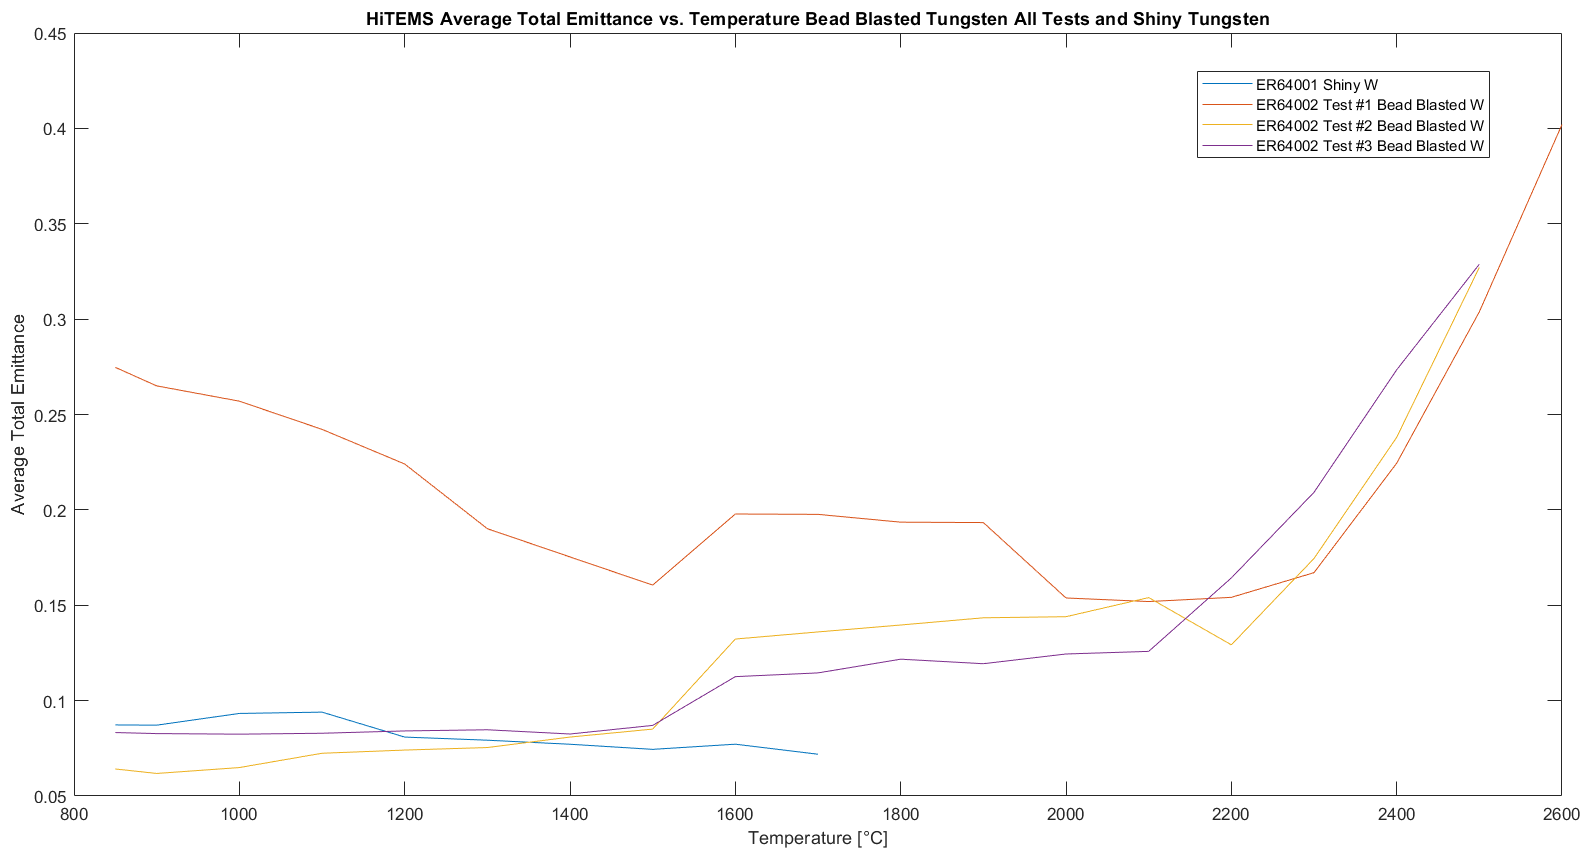 HiTEMS Average Total Emittance vs. Temperature Bead Blasted Tungsten All Tests and Shiny Tungsten
ER64001 Shiny W
ER64002 Test #1 Bead Blasted W
ER64002 Test #2 Bead Blasted W
ER64002 Test #3 Bead Blasted W
Average Total Emittance
0.45
0.4
0.35
0.3
0.25
0.2
0.15
0.1
0.05
800 1000 1200 1400 1600 1800 2000 2200 2400 2600
Temperature [°C]